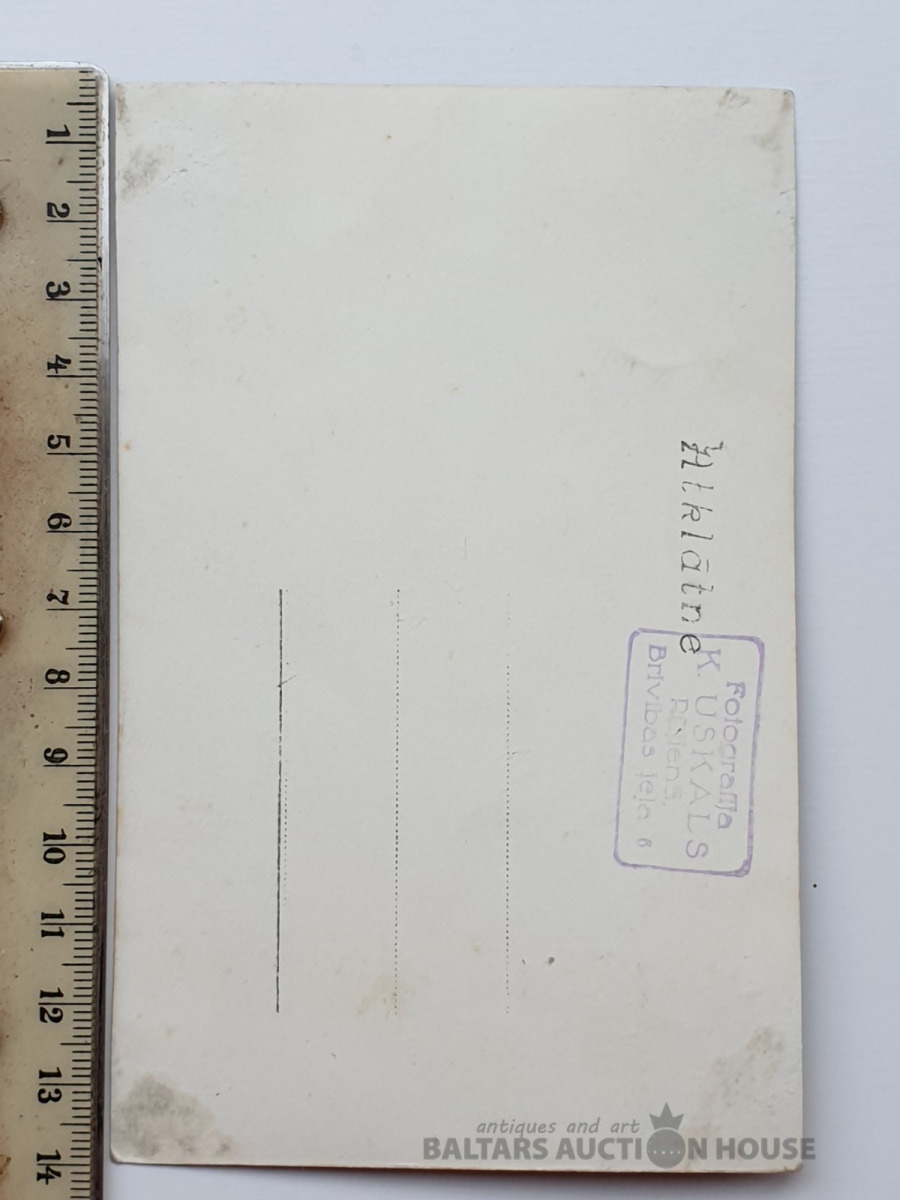 Atklātne
Fotografija
K. USKALS
Rūjienā,
Brīvības ielā
1
2
3
4
5
6
7
8
9
10
11
12
13
14
antiques and art
BALTARS AUCTION HOUSE